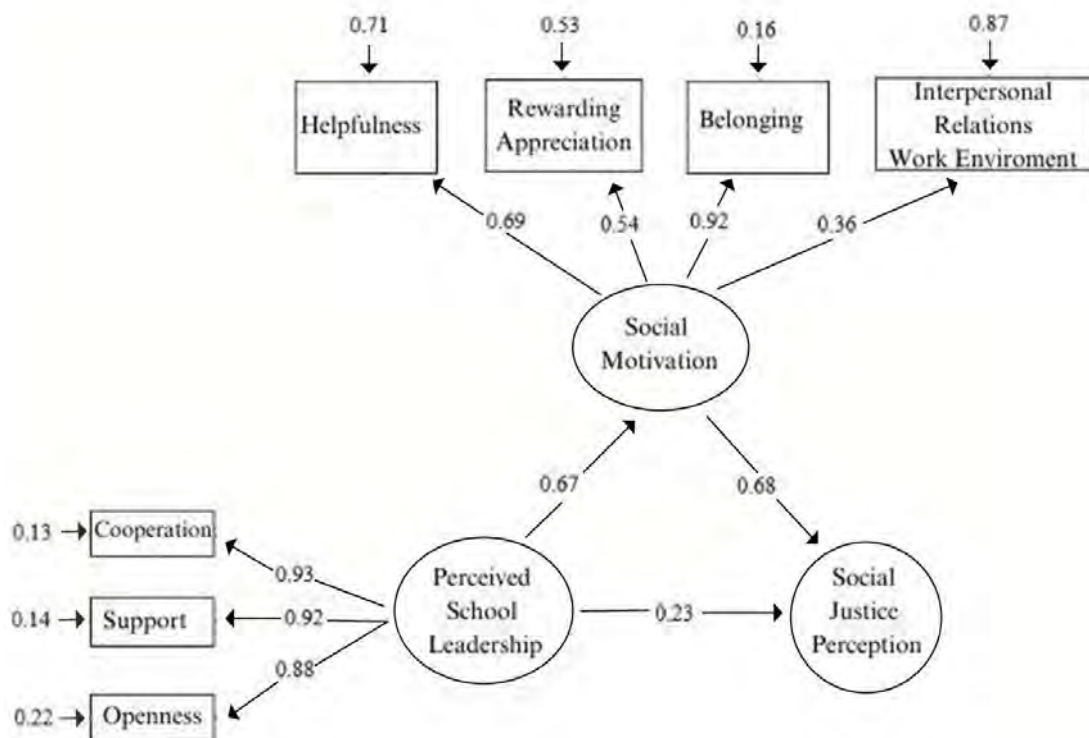 0.71
0.53
0.16
0.87
Helpfulness
Rewarding
Appreciation
Belonging
Interpersonal
Relations
Work Enviroment
0.69
0.54
0.92
0.36
Social
Motivation
0.67
0.68
0.13
Cooperation
0.93
0.14
Support
0.92
0.88
0.22
Openness
Perceived
School
Leadership
0.23
Social
Justice
Perception